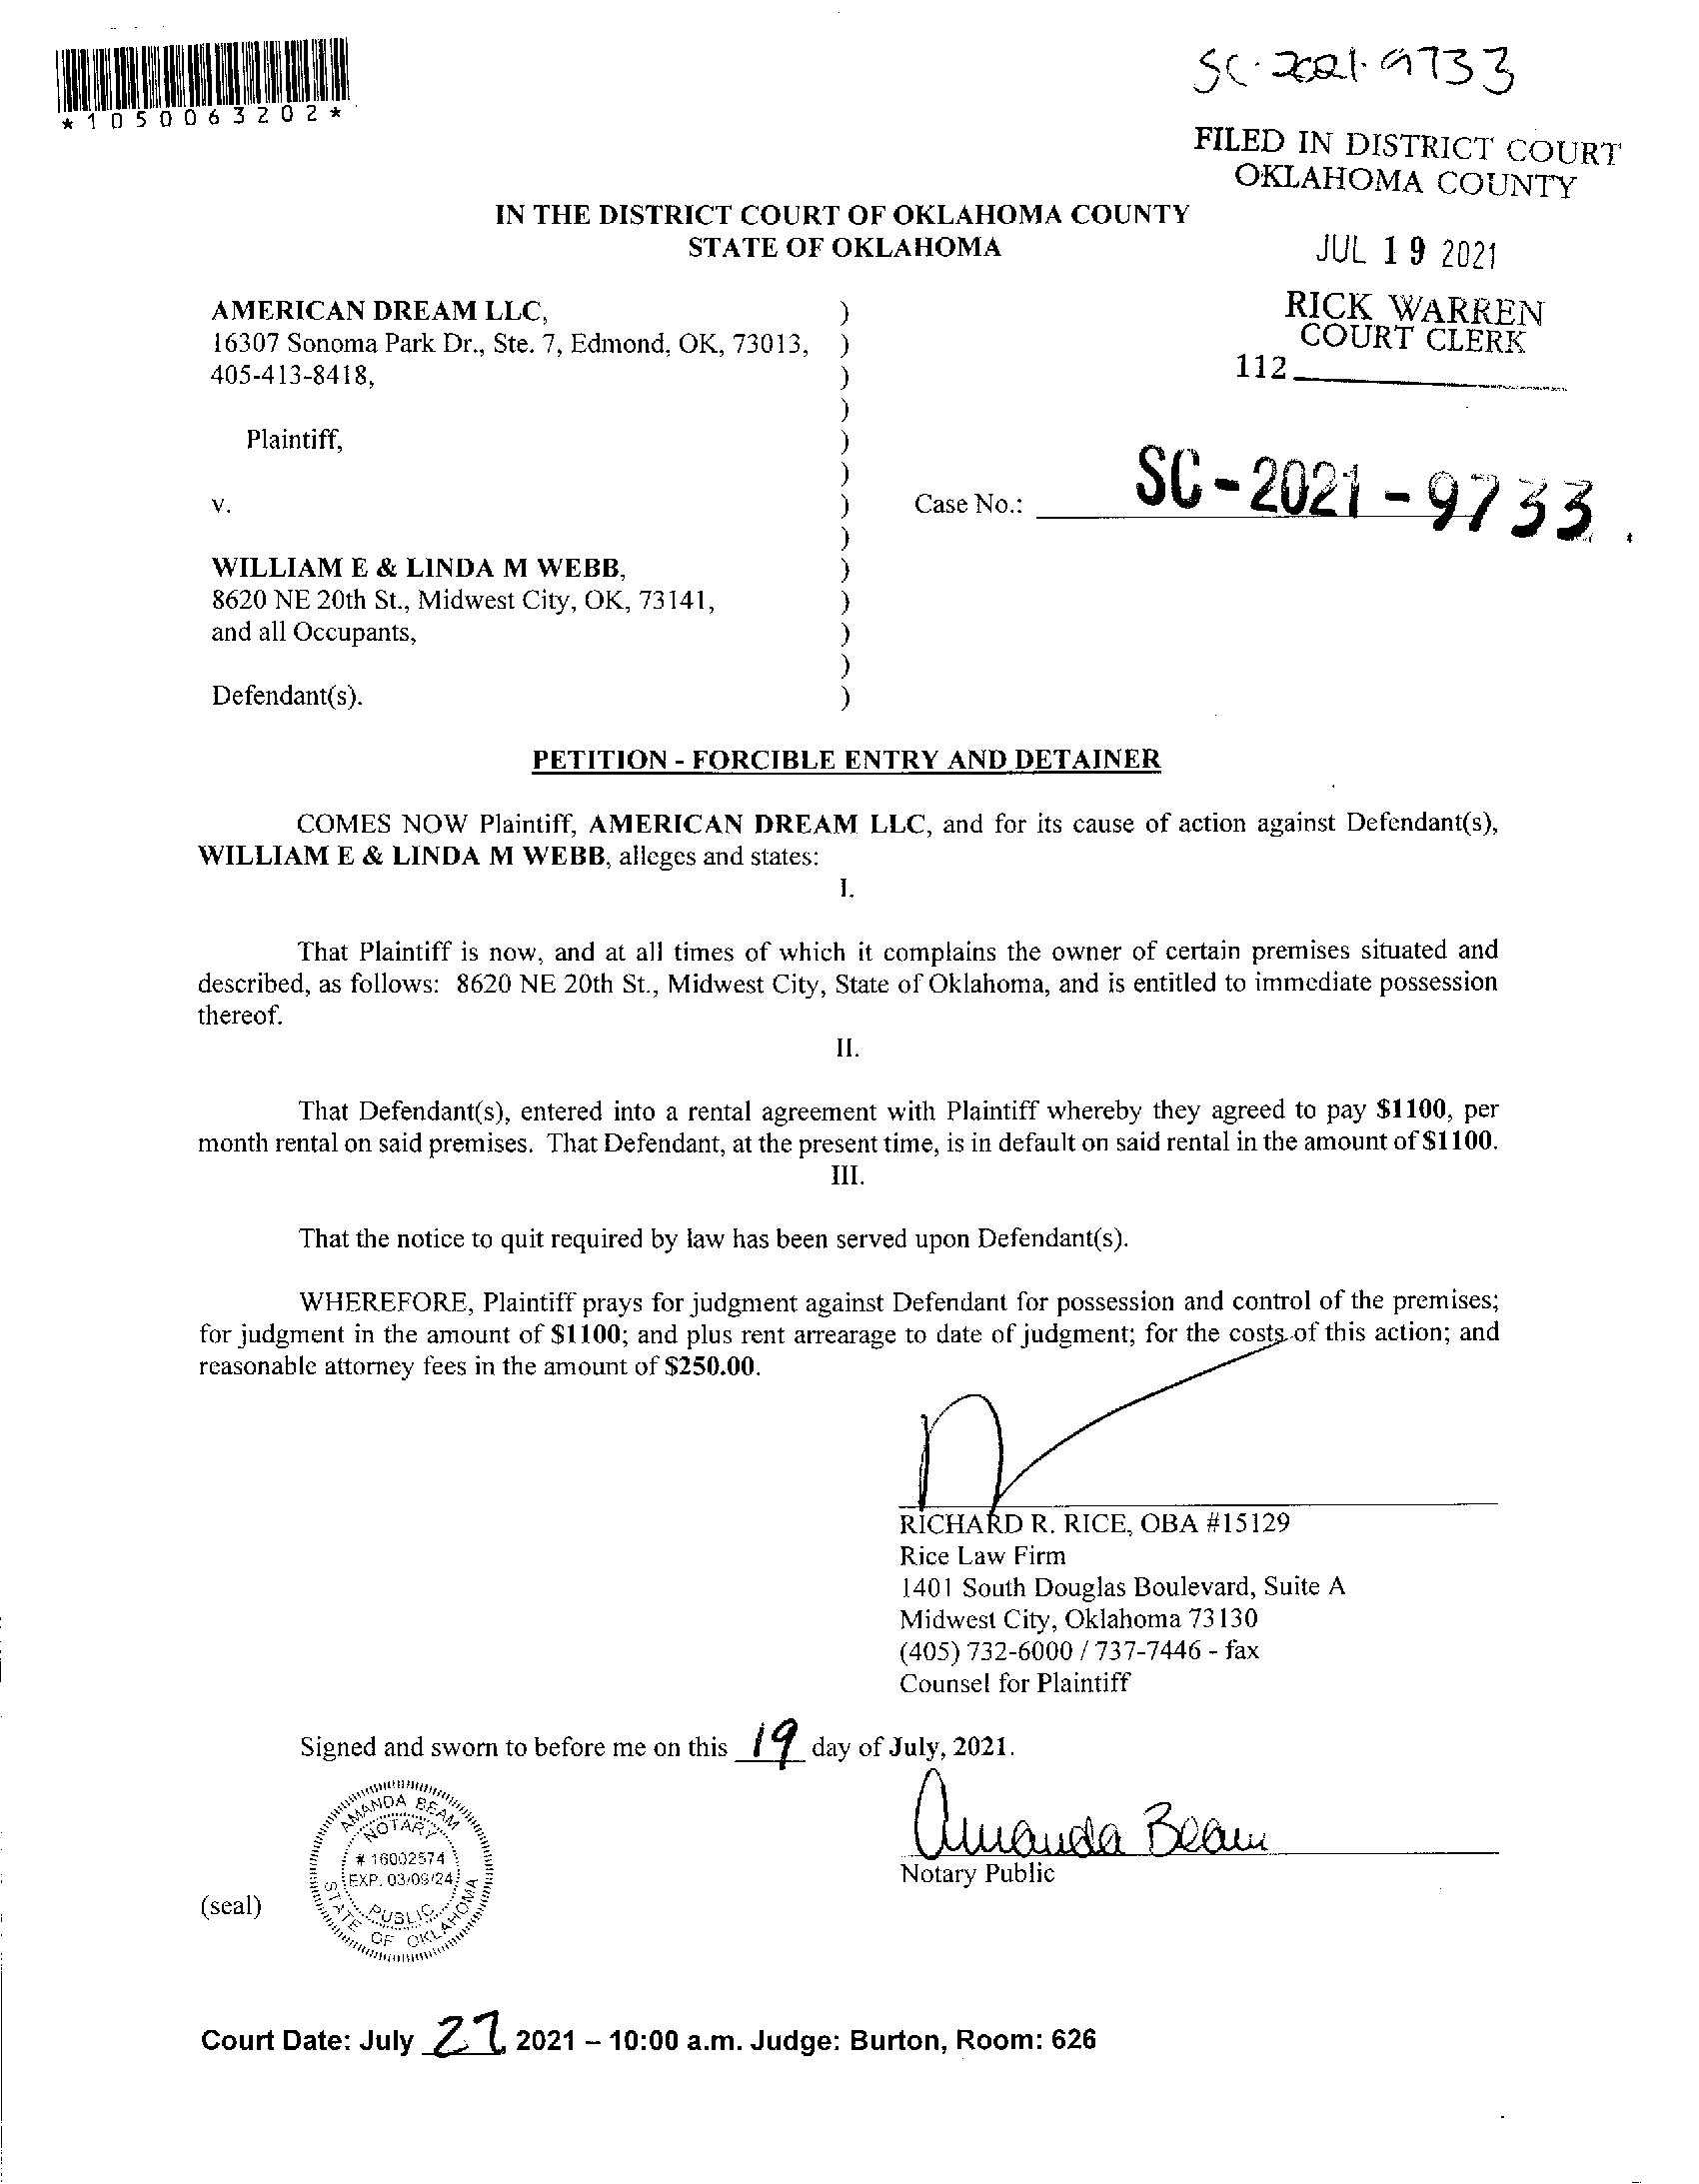 *1050063202*
SC-2021-9733
FILED IN DISTRICT COURT
OKLAHOMA COUNTY
JUL 19 2021
RICK WARREN
COURT CLERK
112
IN THE DISTRICT COURT OF OKLAHOMA COUNTY
STATE OF OKLAHOMA
AMERICAN DREAM LLC, )
16307 Sonoma Park Dr., Ste. 7, Edmond, OK, 73013, )
405-413-8418, )
)
Plaintiff, )
)
v. ) Case No.: SC-2021-9733
)
WILLIAM E & LINDA M WEBB, )
8620 NE 20th St., Midwest City, OK, 73141, )
and all Occupants, )
)
Defendant(s). )
PETITION - FORCIBLE ENTRY AND DETAINER
COMES NOW Plaintiff, AMERICAN DREAM LLC, and for its cause of action against Defendant(s),
WILLIAM E & LINDA M WEBB, alleges and states:
I.
That Plaintiff is now, and at all times of which it complains the owner of certain premises situated and
described, as follows: 8620 NE 20th St., Midwest City, State of Oklahoma, and is entitled to immediate possession
thereof.
II.
That Defendant(s), entered into a rental agreement with Plaintiff whereby they agreed to pay $1100, per
month rental on said premises. That Defendant, at the present time, is in default on said rental in the amount of $1100.
III.
That the notice to quit required by law has been served upon Defendant(s).
WHEREFORE, Plaintiff prays for judgment against Defendant for possession and control of the premises;
for judgment in the amount of $1100; and plus rent arrearage to date of judgment; for the costs of this action; and
reasonable attorney fees in the amount of $250.00.
RICHARD R. RICE, OBA #15129
Rice Law Firm
1401 South Douglas Boulevard, Suite A
Midwest City, Oklahoma 73130
(405) 732-6000 / 737-7446 - fax
Counsel for Plaintiff
Signed and sworn to before me on this 19 day of July, 2021.
Amanda Beam
Notary Public
(seal)
AMANDA BEAM
NOTARY
# 16002574
EXP. 03/09/24
PUBLIC
STATE OF OKLAHOMA
Court Date: July 27, 2021 – 10:00 a.m. Judge: Burton, Room: 626